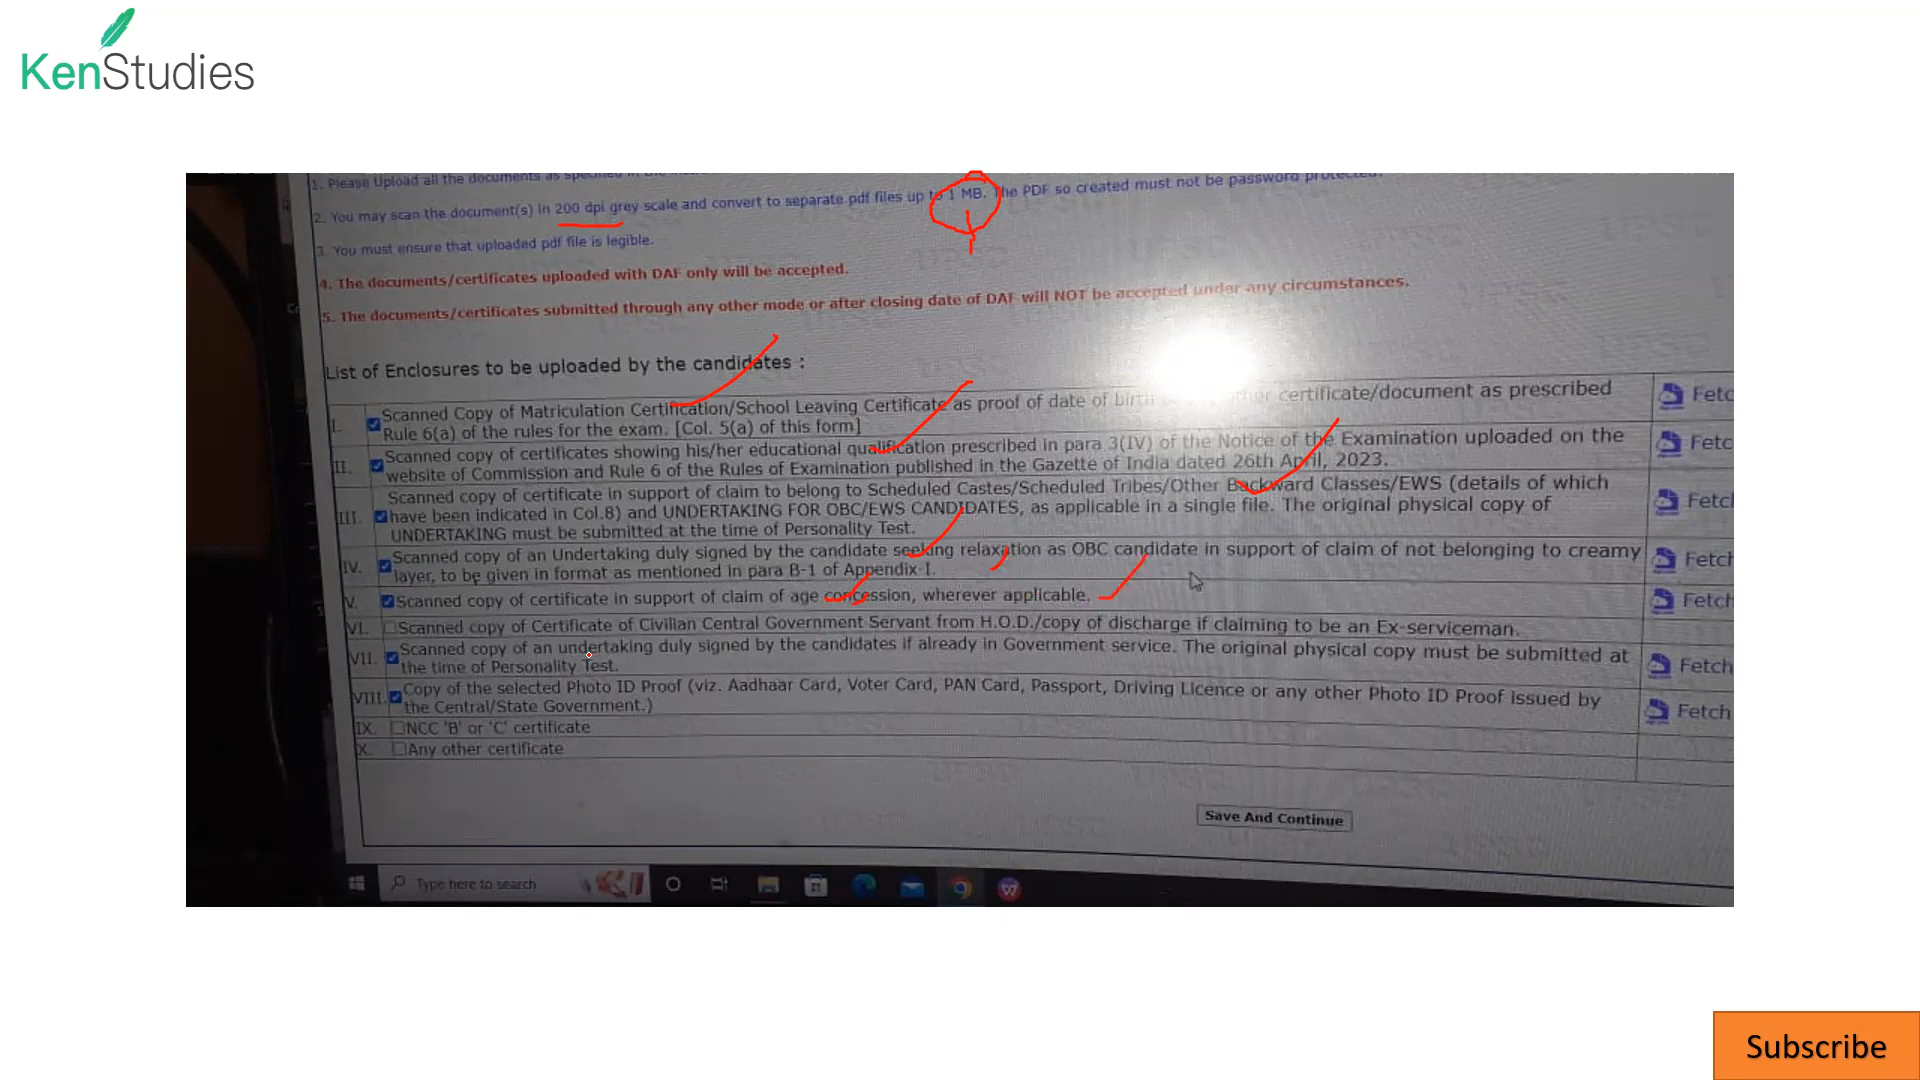 KenStudies
1. Please Upload all the documents as specified in the
2. You may scan the document(s) in 200 dpi grey scale and convert to separate pdf files up to 1 MB. The PDF so created must not be password protected.
3. You must ensure that uploaded pdf file is legible.
4. The documents/certificates uploaded with DAF only will be accepted.
5. The documents/certificates submitted through any other mode or after closing date of DAF will NOT be accepted under any circumstances.
List of Enclosures to be uploaded by the candidates :
I. Scanned Copy of Matriculation Certification/School Leaving Certificate as proof of date of birth certificate/document as prescribed Fetc
Rule 6(a) of the rules for the exam. [Col. 5(a) of this form]
II. Scanned copy of certificates showing his/her educational qualification prescribed in para 3(IV) of the Notice of the Examination uploaded on the Fetc
website of Commission and Rule 6 of the Rules of Examination published in the Gazette of India dated 26th April, 2023.
Scanned copy of certificate in support of claim to belong to Scheduled Castes/Scheduled Tribes/Other Backward Classes/EWS (details of which
III. have been indicated in Col.8) and UNDERTAKING FOR OBC/EWS CANDIDATES, as applicable in a single file. The original physical copy of Fetcl
UNDERTAKING must be submitted at the time of Personality Test.
IV. Scanned copy of an Undertaking duly signed by the candidate seeking relaxation as OBC candidate in support of claim of not belonging to creamy Fetch
layer, to be given in format as mentioned in para B-1 of Appendix-I.
V. Scanned copy of certificate in support of claim of age concession, wherever applicable. Fetch
VI. Scanned copy of Certificate of Civilian Central Government Servant from H.O.D./copy of discharge if claiming to be an Ex-serviceman.
VII. Scanned copy of an undertaking duly signed by the candidates if already in Government service. The original physical copy must be submitted at Fetch
the time of Personality Test.
VIII. Copy of the selected Photo ID Proof (viz. Aadhaar Card, Voter Card, PAN Card, Passport, Driving Licence or any other Photo ID Proof issued by Fetch
the Central/State Government.)
IX. NCC 'B' or 'C' certificate
X. Any other certificate
Save And Continue
Type here to search
Subscribe